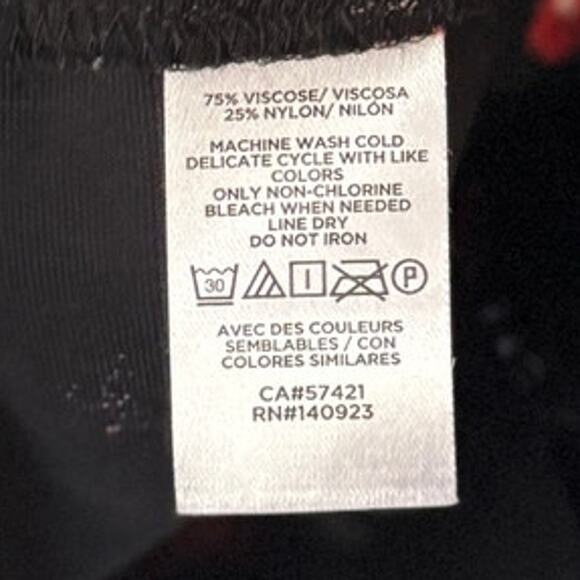 75% VISCOSE/ VISCOSA
25% NYLON/ NILÓN
MACHINE WASH COLD
DELICATE CYCLE WITH LIKE
COLORS
ONLY NON-CHLORINE
BLEACH WHEN NEEDED
LINE DRY
DO NOT IRON
30 P
AVEC DES COULEURS
SEMBLABLES / CON
COLORES SIMILARES
CA#57421
RN#140923